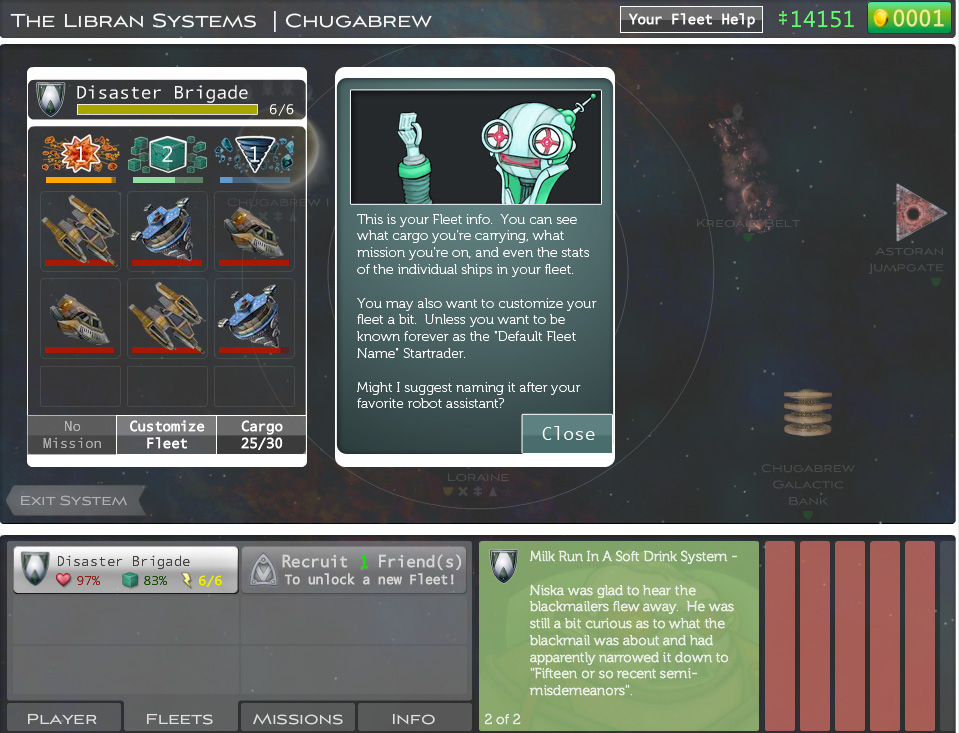 The Libran Systems | Chugabrew
Your Fleet Help
‡14151
0001
Disaster Brigade
6/6
1
2
1
CHUGABREW I
This is your Fleet info. You can see
what cargo you're carrying, what
mission you're on, and even the stats
of the individual ships in your fleet.
You may also want to customize your
fleet a bit. Unless you want to be
known forever as the "Default Fleet
Name" Startrader.
Might I suggest naming it after your
favorite robot assistant?
Close
No
Mission
Customize
Fleet
Cargo
25/30
ASTORAN
JUMPGATE
LORAINE
CHUGABREW
GALACTIC
BANK
Exit System
Disaster Brigade
97%
83%
6/6
Recruit 1 Friend(s)
To unlock a new Fleet!
Milk Run In A Soft Drink System -
Niska was glad to hear the
blackmailers flew away. He was
still a bit curious as to what the
blackmail was about and had
apparently narrowed it down to
"Fifteen or so recent semi-
misdemeanors".
2 of 2
Player
Fleets
Missions
Info